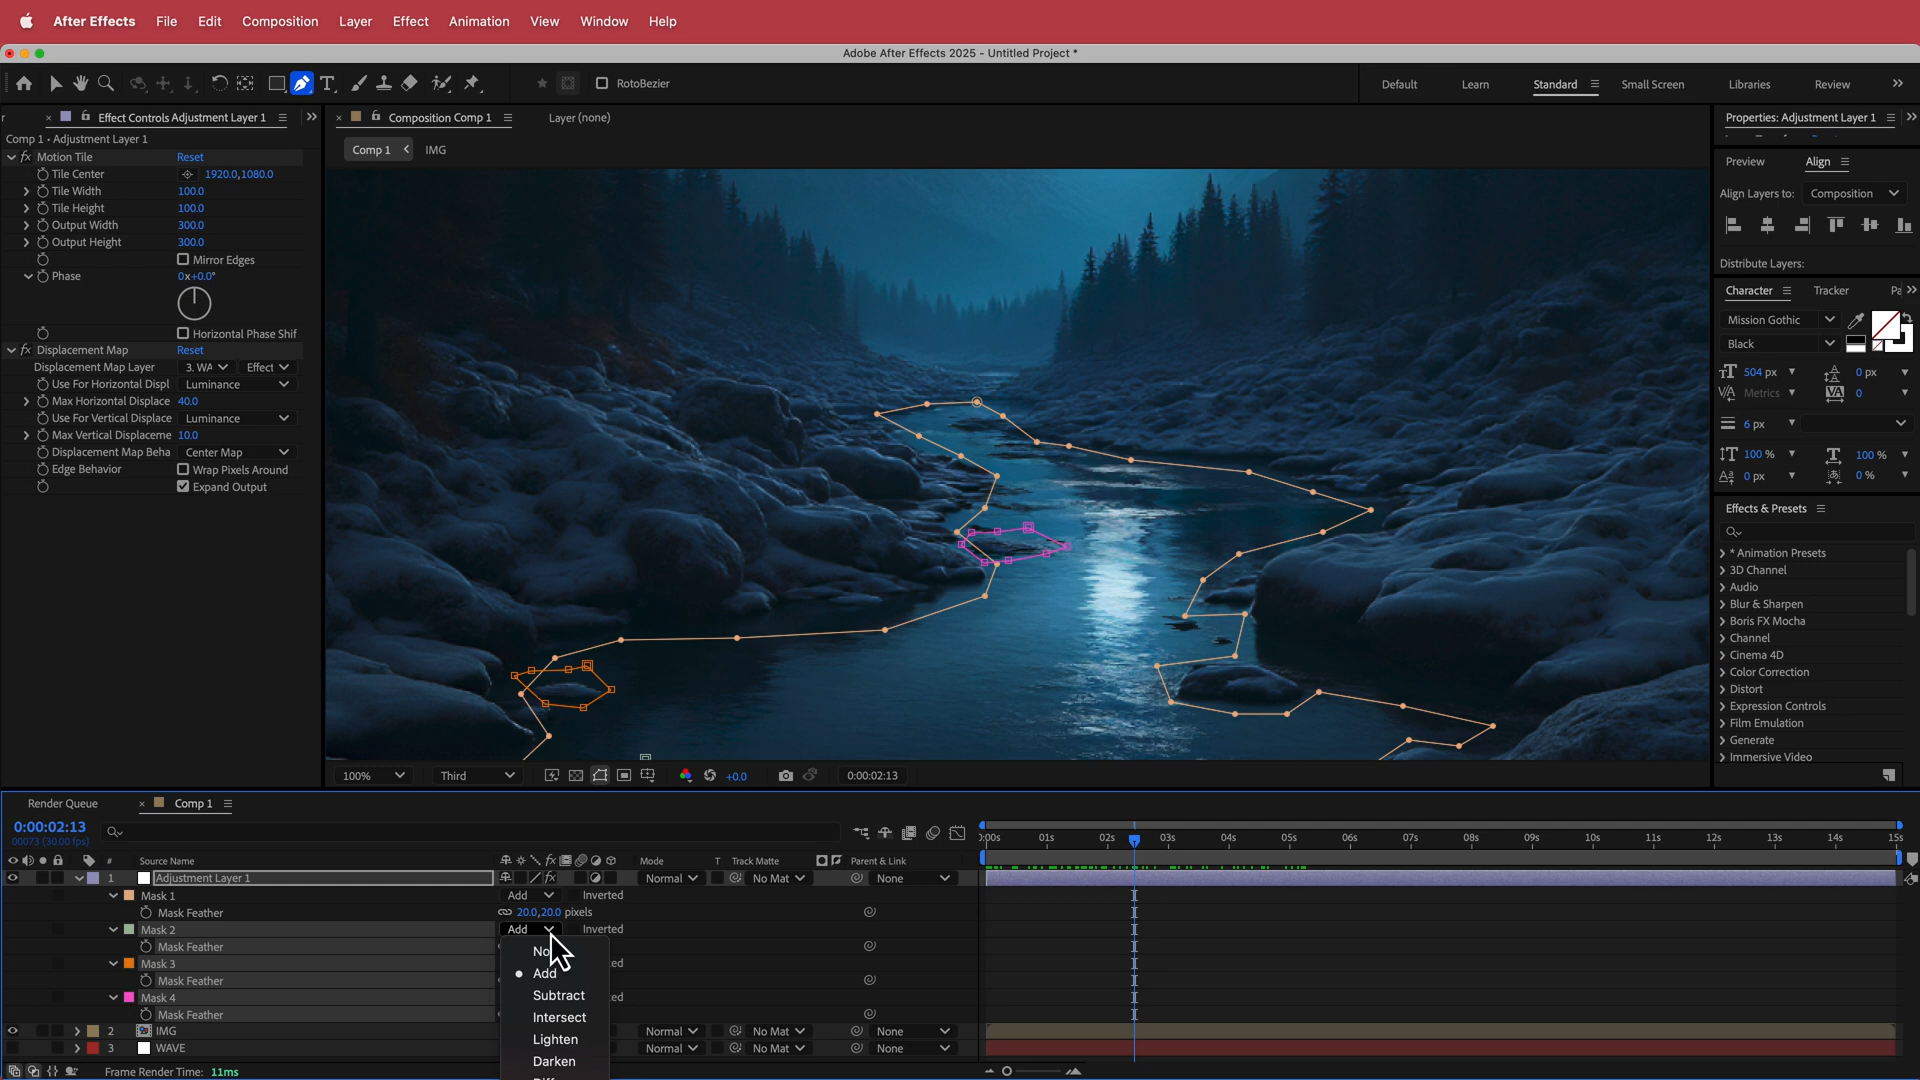 After Effects File Edit Composition Layer Effect Animation View Window Help
Adobe After Effects 2025 - Untitled Project *
RotoBezier
Default Learn Standard Small Screen Libraries Review
Effect Controls Adjustment Layer 1
Comp 1 • Adjustment Layer 1
Motion Tile Reset
Tile Center 1920.0,1080.0
Tile Width 100.0
Tile Height 100.0
Output Width 300.0
Output Height 300.0
Mirror Edges
Phase 0x+0.0°
Horizontal Phase Shif
Displacement Map Reset
Displacement Map Layer 3. WA Effect
Use For Horizontal Displ Luminance
Max Horizontal Displace 40.0
Use For Vertical Displace Luminance
Max Vertical Displaceme 10.0
Displacement Map Beha Center Map
Edge Behavior Wrap Pixels Around
Expand Output
Composition Comp 1 Layer (none)
Comp 1 IMG
100% Third +0.0 0:00:02:13
Properties: Adjustment Layer 1
Preview Align
Align Layers to: Composition
Distribute Layers:
Character Tracker Pa
Mission Gothic
Black
504 px 0 px
Metrics 0
6 px
100 % 100 %
0 px 0 %
Effects & Presets
* Animation Presets
3D Channel
Audio
Blur & Sharpen
Boris FX Mocha
Channel
Cinema 4D
Color Correction
Distort
Expression Controls
Film Emulation
Generate
Immersive Video
Render Queue Comp 1
0:00:02:13
00073 (30.00 fps)
:00s 01s 02s 03s 04s 05s 06s 07s 08s 09s 10s 11s 12s 13s 14s 15s
# Source Name Mode T Track Matte Parent & Link
1 Adjustment Layer 1 Normal No Mat None
Mask 1 Add Inverted
Mask Feather 20.0,20.0 pixels
Mask 2 Add Inverted
Mask Feather No
Mask 3 ed
Add
Mask Feather
Subtract
Mask 4 ed
Mask Feather Intersect
2 IMG Normal No Mat None
Lighten
3 WAVE Normal No Mat None
Darken
Frame Render Time: 11ms